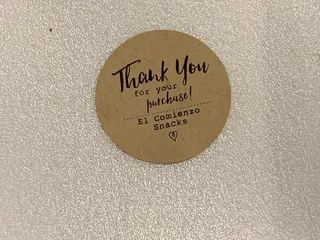 Thank You
for your
purchase!
El Comienzo
Snacks